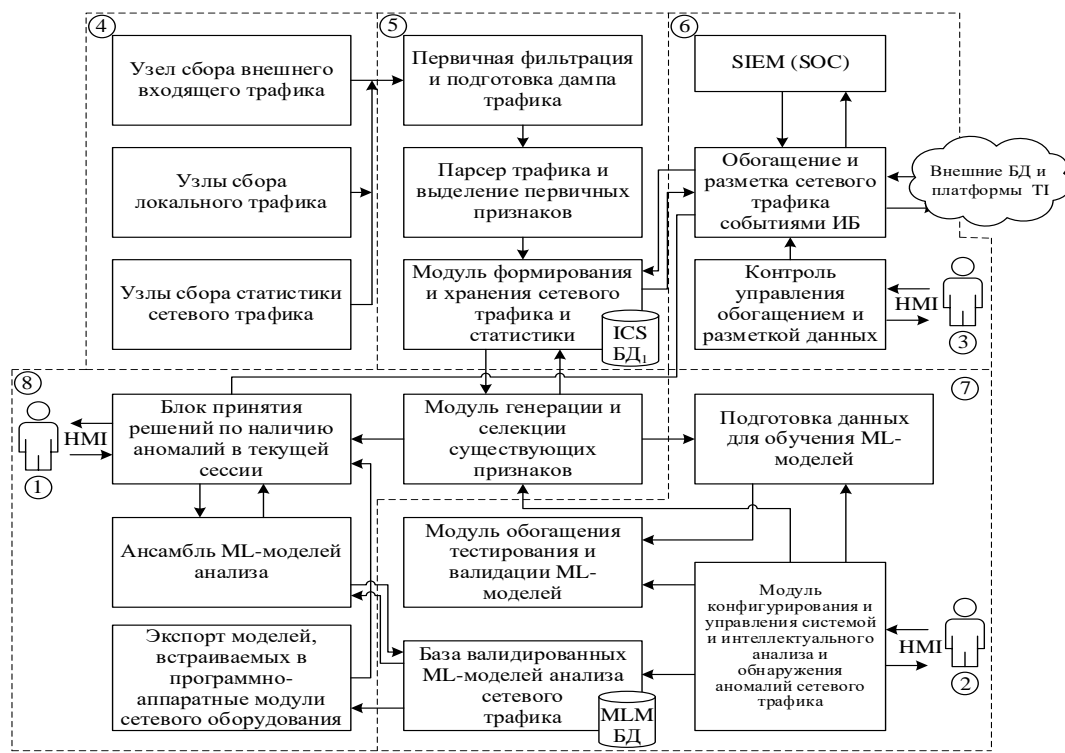 4
Узел сбора внешнего
входящего трафика
Узлы сбора
локального трафика
Узлы сбора статистики
сетевого трафика
5
Первичная фильтрация
и подготовка дампа
трафика
Парсер трафика и
выделение первичных
признаков
Модуль формирования
и хранения сетевого
трафика и
статистики
ICS
БД₁
6
SIEM (SOC)
Обогащение и
разметка сетевого
трафика
событиями ИБ
Внешние БД и
платформы TI
Контроль
управления
обогащением и
разметкой данных
HMI
3
8
HMI
1
Блок принятия
решений по наличию
аномалий в текущей
сессии
Ансамбль ML-моделей
анализа
Экспорт моделей,
встраиваемых в
программно-
аппаратные модули
сетевого оборудования
Модуль генерации и
селекции
существующих
признаков
7
Подготовка данных
для обучения ML-
моделей
Модуль обогащения
тестирования и
валидации ML-
моделей
База валидированных
ML-моделей анализа
сетевого
трафика
MLM
БД
Модуль
конфигурирования и
управления системой
и интеллектуального
анализа и
обнаружения
аномалий сетевого
трафика
HMI
2